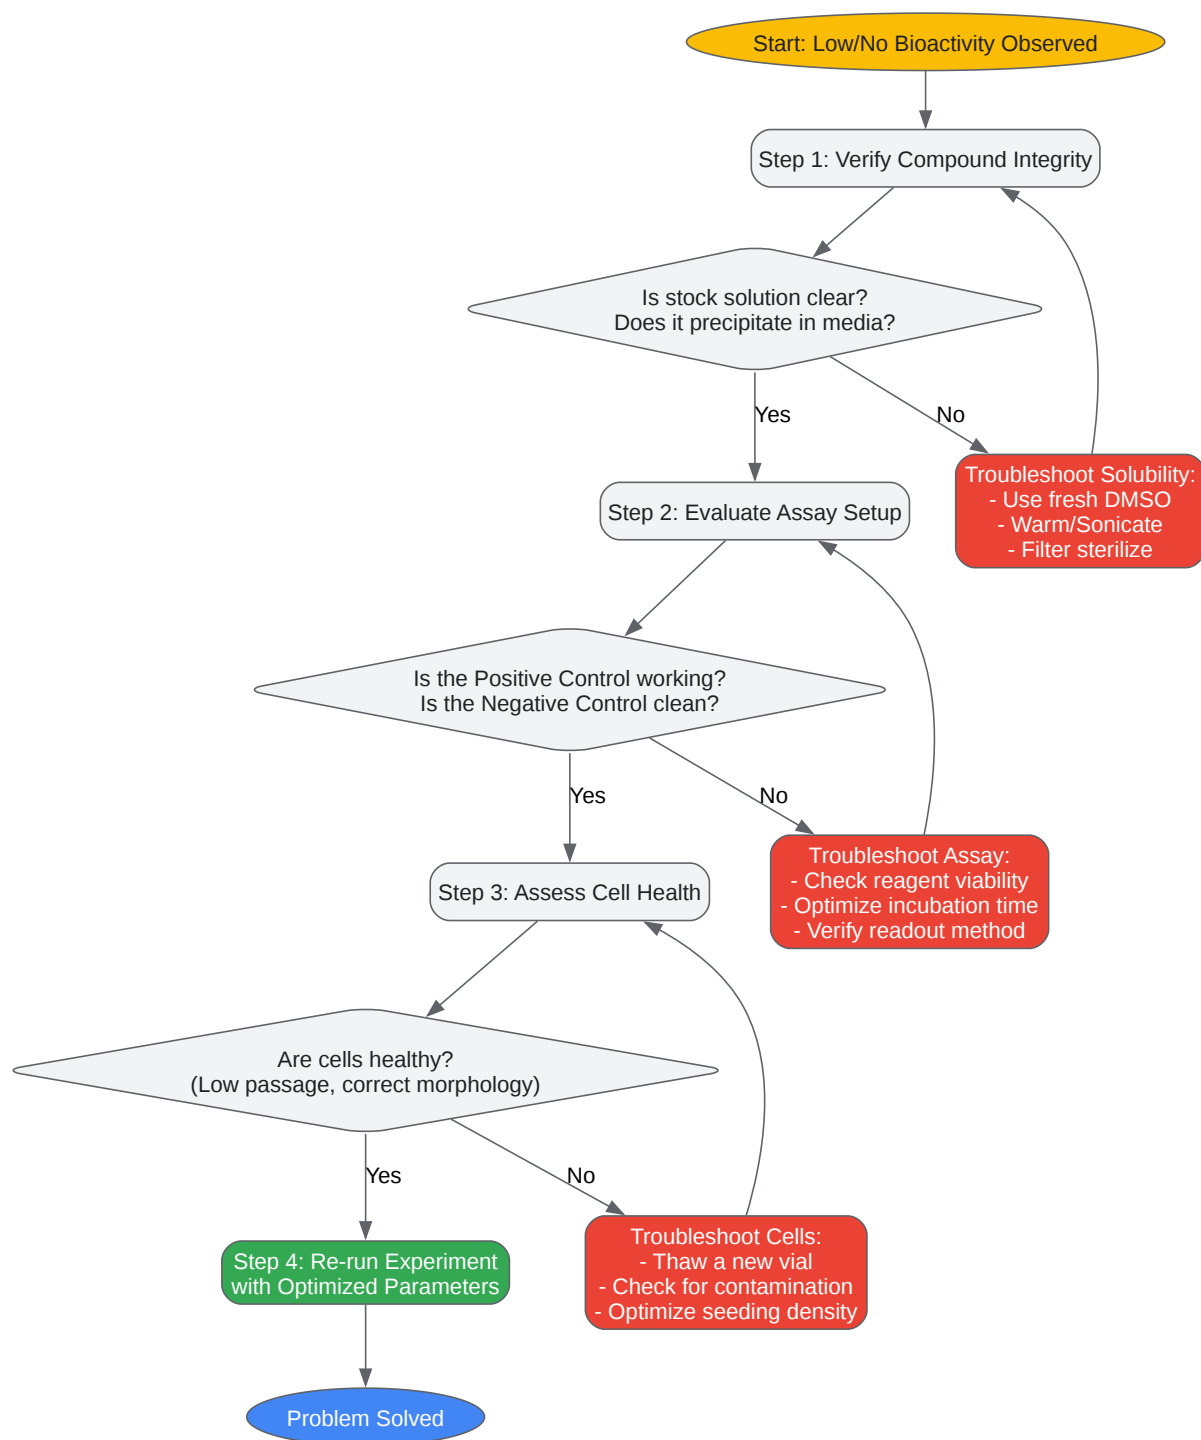 Start: Low/No Bioactivity Observed
Step 1: Verify Compound Integrity
Is stock solution clear?
Does it precipitate in media?
Yes
No
Troubleshoot Solubility:
- Use fresh DMSO
- Warm/Sonicate
- Filter sterilize
Step 2: Evaluate Assay Setup
Is the Positive Control working?
Is the Negative Control clean?
Yes
No
Troubleshoot Assay:
- Check reagent viability
- Optimize incubation time
- Verify readout method
Step 3: Assess Cell Health
Are cells healthy?
(Low passage, correct morphology)
Yes
No
Troubleshoot Cells:
- Thaw a new vial
- Check for contamination
- Optimize seeding density
Step 4: Re-run Experiment
with Optimized Parameters
Problem Solved